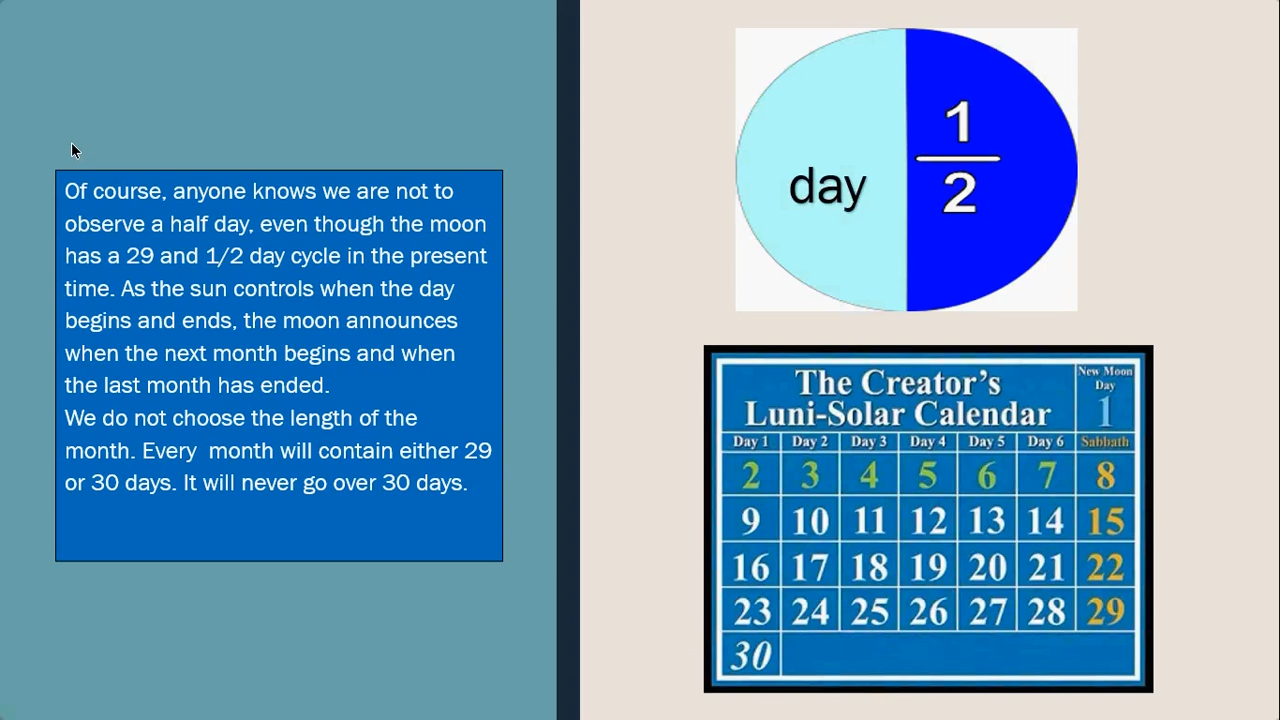 Of course, anyone knows we are not to
observe a half day, even though the moon
has a 29 and 1/2 day cycle in the present
time. As the sun controls when the day
begins and ends, the moon announces
when the next month begins and when
the last month has ended.
We do not choose the length of the
month. Every  month will contain either 29
or 30 days. It will never go over 30 days.
day
1
2
The Creator's
Luni-Solar Calendar
New Moon
Day
1
Day 1 Day 2 Day 3 Day 4 Day 5 Day 6 Sabbath
2 3 4 5 6 7 8
9 10 11 12 13 14 15
16 17 18 19 20 21 22
23 24 25 26 27 28 29
30